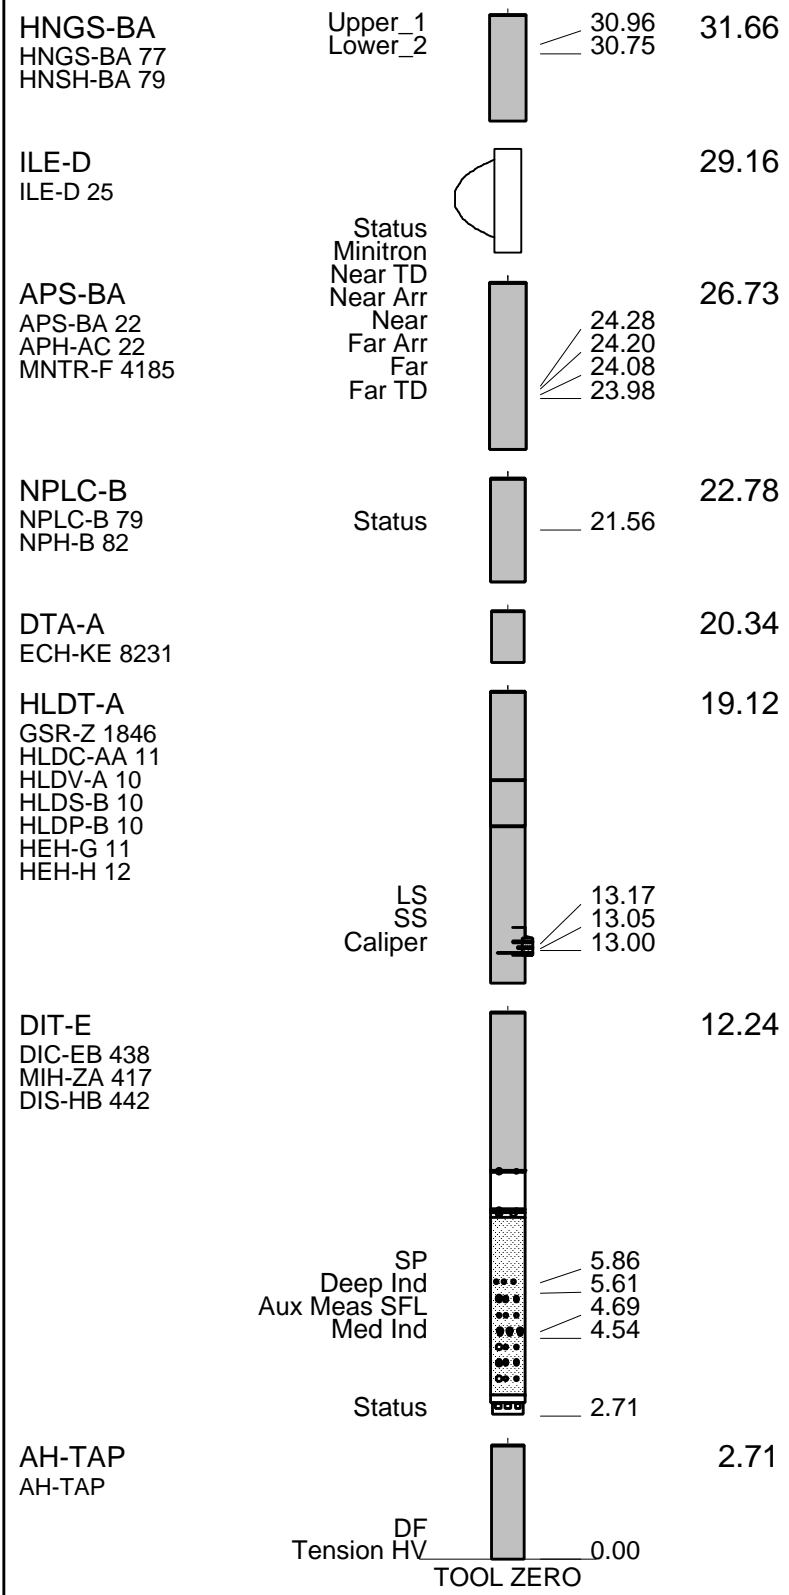 HNGS-BA Upper_1 30.96 31.66
HNGS-BA 77 Lower_2 30.75
HNSH-BA 79
ILE-D 29.16
ILE-D 25
Status
Minitron
Near TD
APS-BA Near Arr 26.73
APS-BA 22 Near 24.28
APH-AC 22 Far Arr 24.20
MNTR-F 4185 Far 24.08
Far TD 23.98
NPLC-B 22.78
NPLC-B 79 Status 21.56
NPH-B 82
DTA-A 20.34
ECH-KE 8231
HLDT-A 19.12
GSR-Z 1846
HLDC-AA 11
HLDV-A 10
HLDS-B 10
HLDP-B 10
HEH-G 11
HEH-H 12
LS 13.17
SS 13.05
Caliper 13.00
DIT-E 12.24
DIC-EB 438
MIH-ZA 417
DIS-HB 442
SP 5.86
Deep Ind 5.61
Aux Meas SFL 4.69
Med Ind 4.54
Status 2.71
AH-TAP 2.71
AH-TAP
DF
Tension HV 0.00
TOOL ZERO